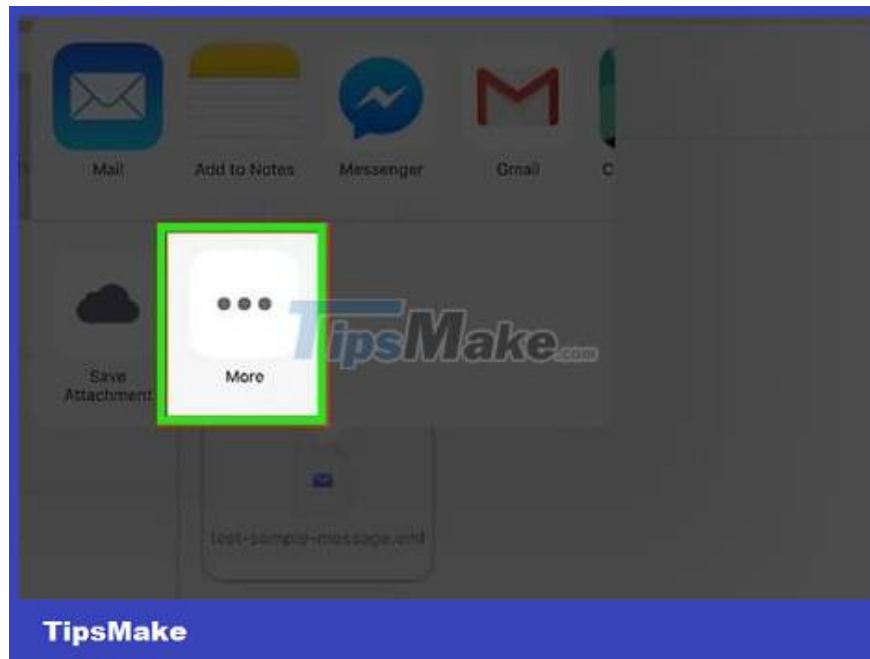 Mail Add to Notes Messenger Gmail C
Save More
Attachment
TipsMake.com
test-sample-message.eml
TipsMake